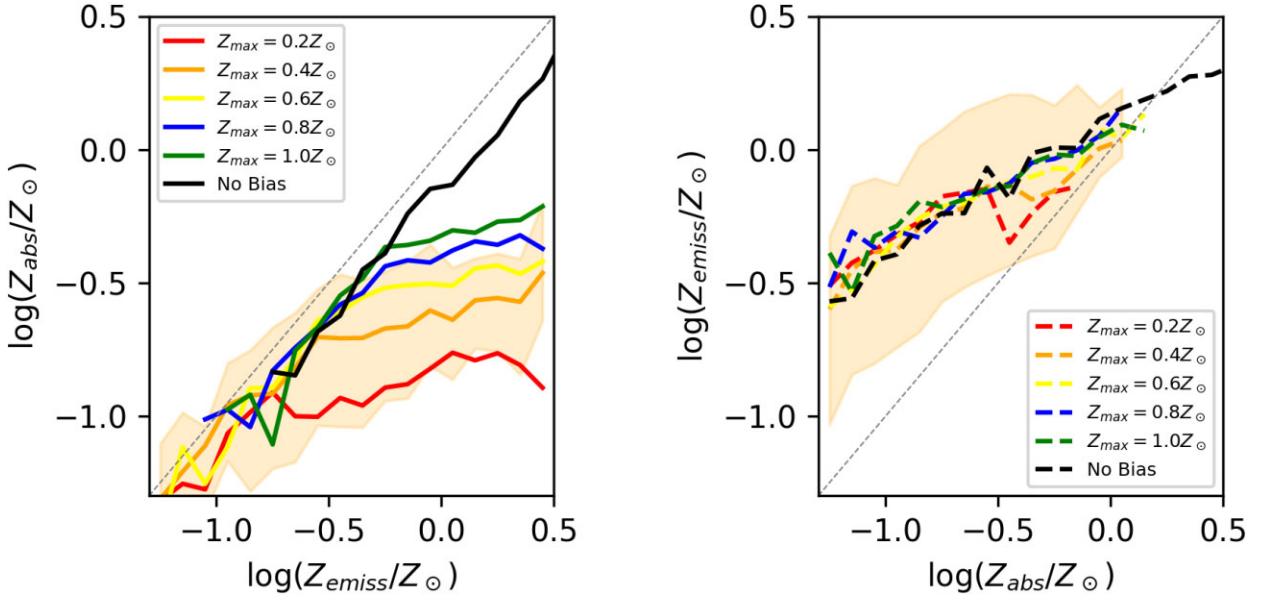 0.5
0.0
−0.5
−1.0
log(Z_abs/Z_⊙)
Z_max = 0.2Z_⊙
Z_max = 0.4Z_⊙
Z_max = 0.6Z_⊙
Z_max = 0.8Z_⊙
Z_max = 1.0Z_⊙
No Bias
−1.0 −0.5 0.0 0.5
log(Z_emiss/Z_⊙)
0.5
0.0
−0.5
−1.0
log(Z_emiss/Z_⊙)
Z_max = 0.2Z_⊙
Z_max = 0.4Z_⊙
Z_max = 0.6Z_⊙
Z_max = 0.8Z_⊙
Z_max = 1.0Z_⊙
No Bias
−1.0 −0.5 0.0 0.5
log(Z_abs/Z_⊙)